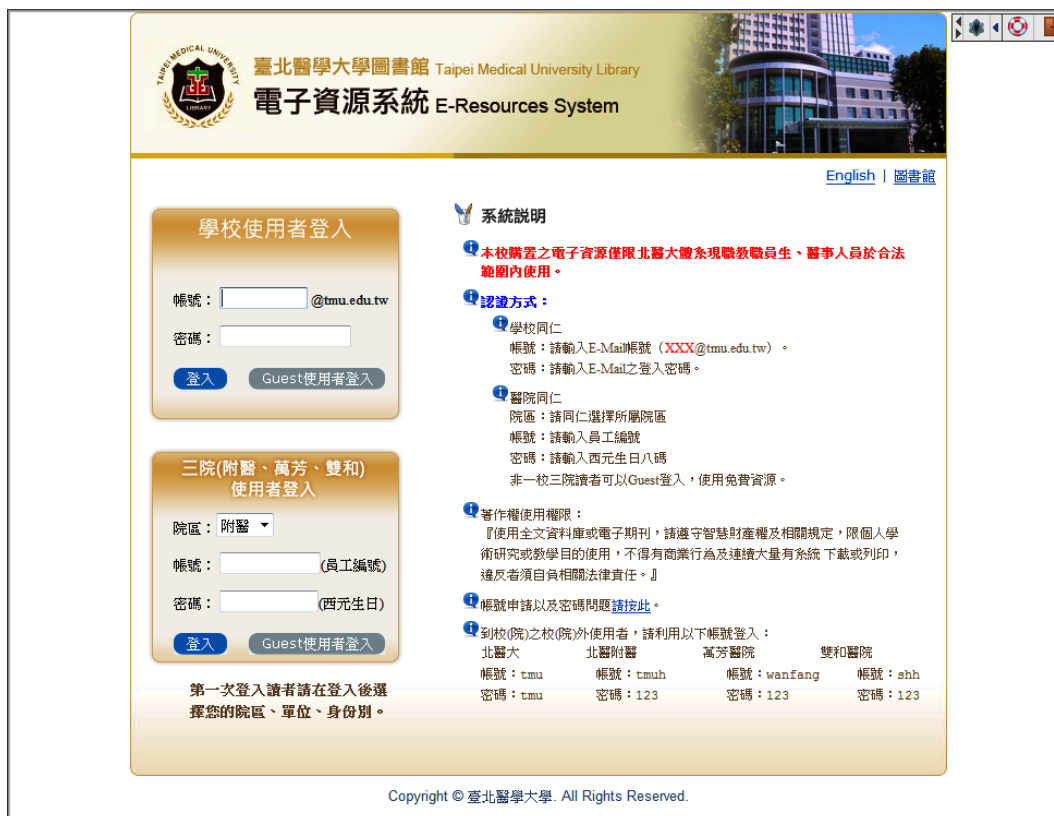 TAIPEI MEDICAL UNIVERSITY
LIBRARY
臺北醫學大學圖書館 Taipei Medical University Library
電子資源系統 E-Resources System
English | 圖書館
學校使用者登入
帳號： @tmu.edu.tw
密碼：
登入 Guest使用者登入
三院(附醫、萬芳、雙和)
使用者登入
院區： 附醫
帳號： (員工編號)
密碼： (西元生日)
登入 Guest使用者登入
第一次登入讀者請在登入後選
擇您的院區、單位、身份別。
系統說明
本校購置之電子資源僅限北醫大體系現職教職員生、醫事人員於合法
範圍內使用。
認證方式：
學校同仁
帳號：請輸入E-Mail帳號（XXX@tmu.edu.tw）。
密碼：請輸入E-Mail之登入密碼。
醫院同仁
院區：請同仁選擇所屬院區
帳號：請輸入員工編號
密碼：請輸入西元生日八碼
非一校三院讀者可以Guest登入，使用免費資源。
著作權使用權限：
『使用全文資料庫或電子期刊，請遵守智慧財產權及相關規定，限個人學
術研究或教學目的使用，不得有商業行為及連續大量有系統 下載或列印，
違反者須自負相關法律責任。』
帳號申請以及密碼問題請按此。
到校(院)之校(院)外使用者，請利用以下帳號登入：
北醫大 北醫附醫 萬芳醫院 雙和醫院
帳號：tmu 帳號：tmuh 帳號：wanfang 帳號：shh
密碼：tmu 密碼：123 密碼：123 密碼：123
Copyright © 臺北醫學大學. All Rights Reserved.